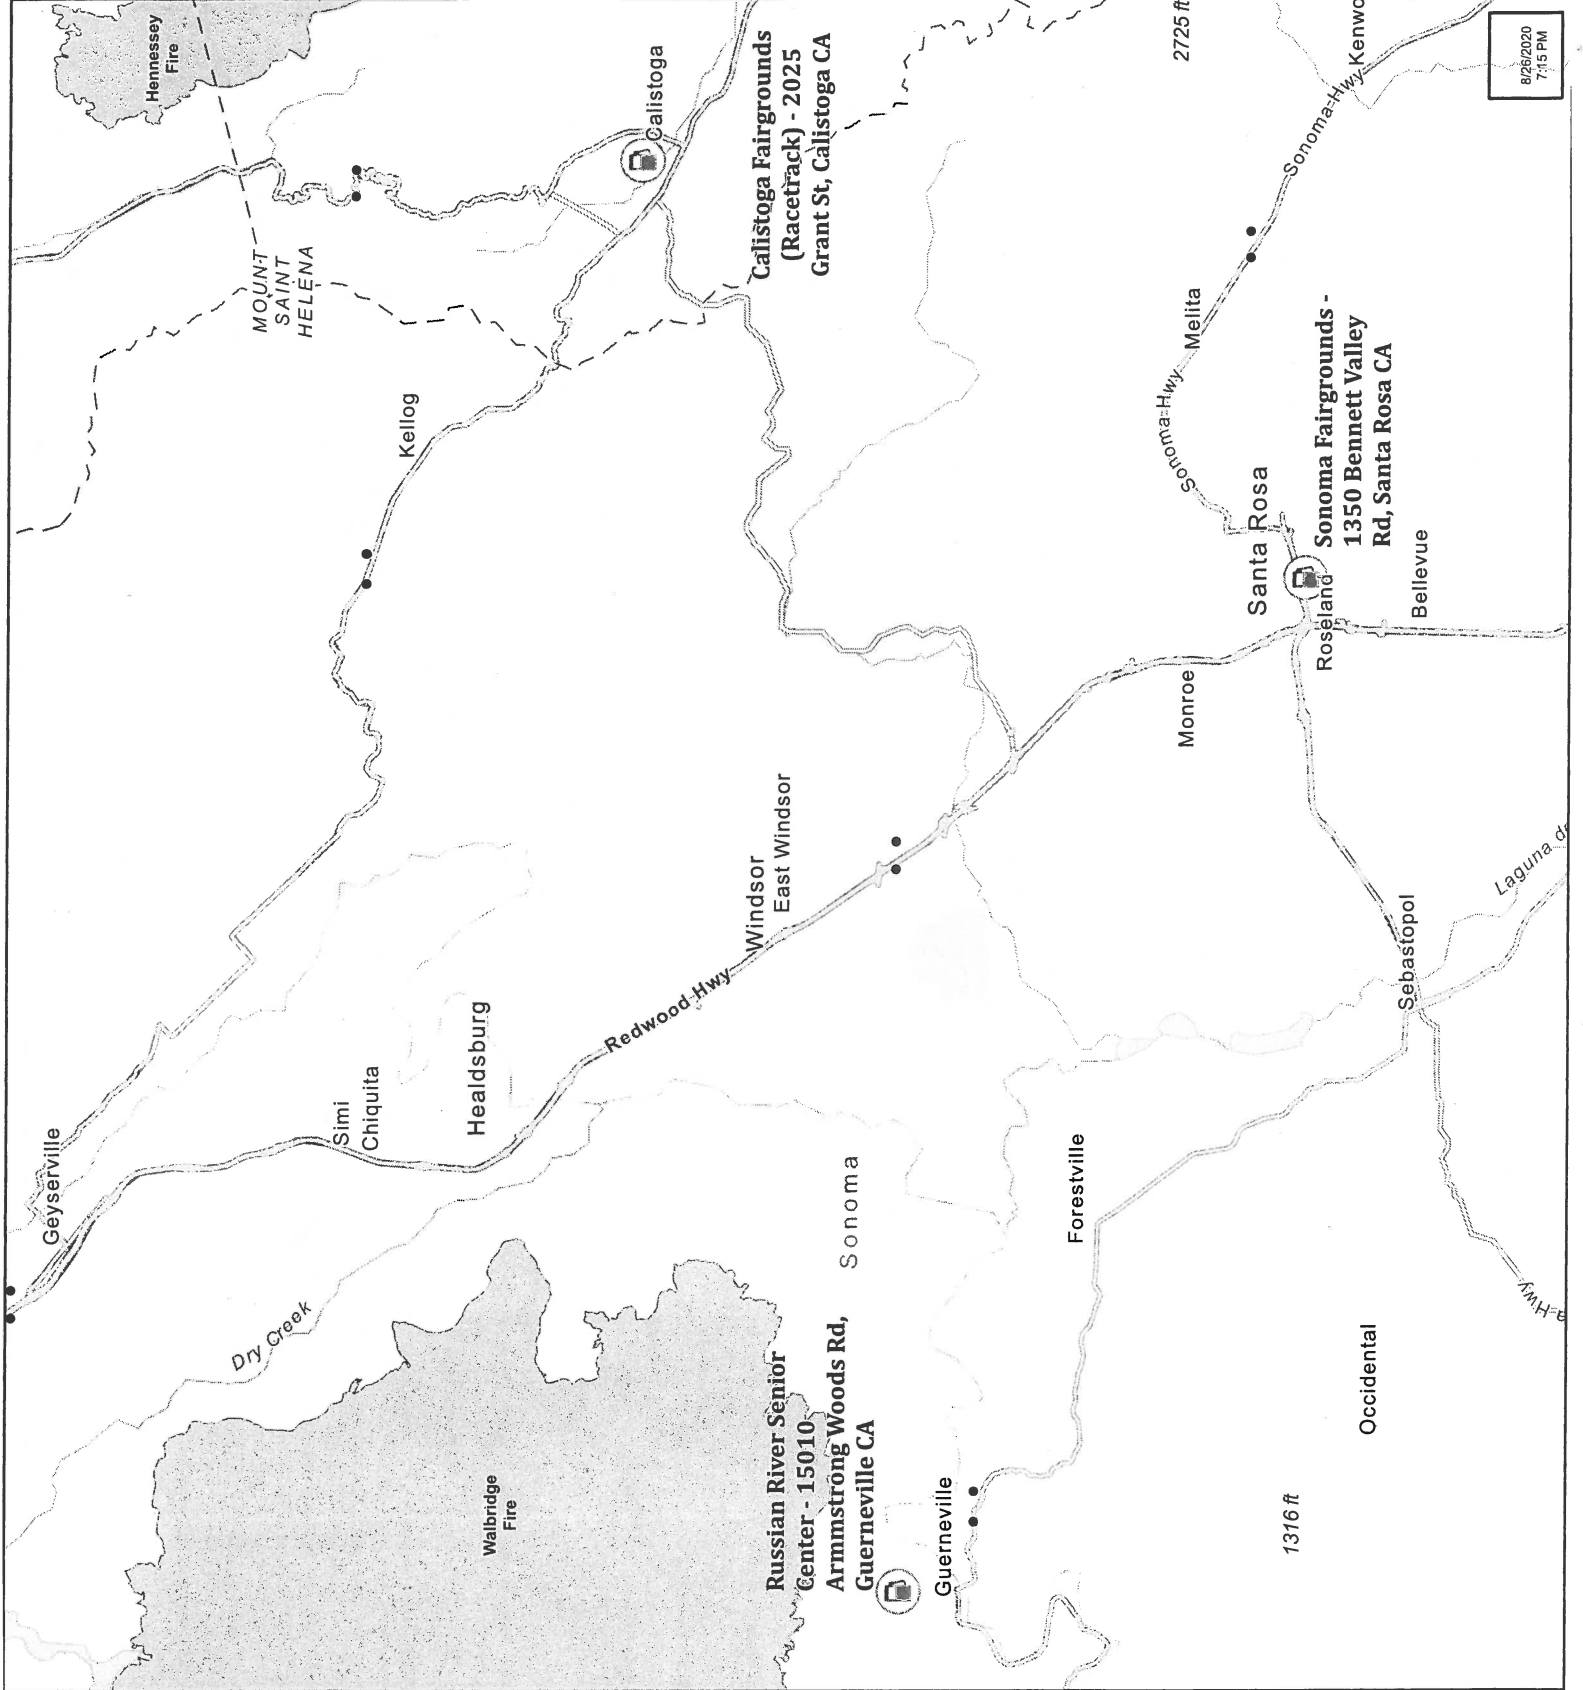 Geyserville
Hennessey
Fire
Dry Creek
MOUNT
SAINT
HELENA
Simi
Chiquita
Kellog
Healdsburg
Walbridge
Fire
Redwood Hwy
Calistoga
Windsor
East Windsor
Calistoga Fairgrounds
(Racetrack) - 2025
Grant St, Calistoga CA
Russian River Senior
Center - 15010
Armmstrong Woods Rd,
Guerneville CA
Sonoma
Guerneville
Forestville
Sonoma Hwy
Monroe
Melita
2725 ft
Santa Rosa
1316 ft
Sonoma Hwy
Roseland
Sonoma Fairgrounds -
1350 Bennett Valley
Rd, Santa Rosa CA
Kenwo
Occidental
Sebastopol
Bellevue
Laguna d
a Hwy
8/26/2020
7:15 PM